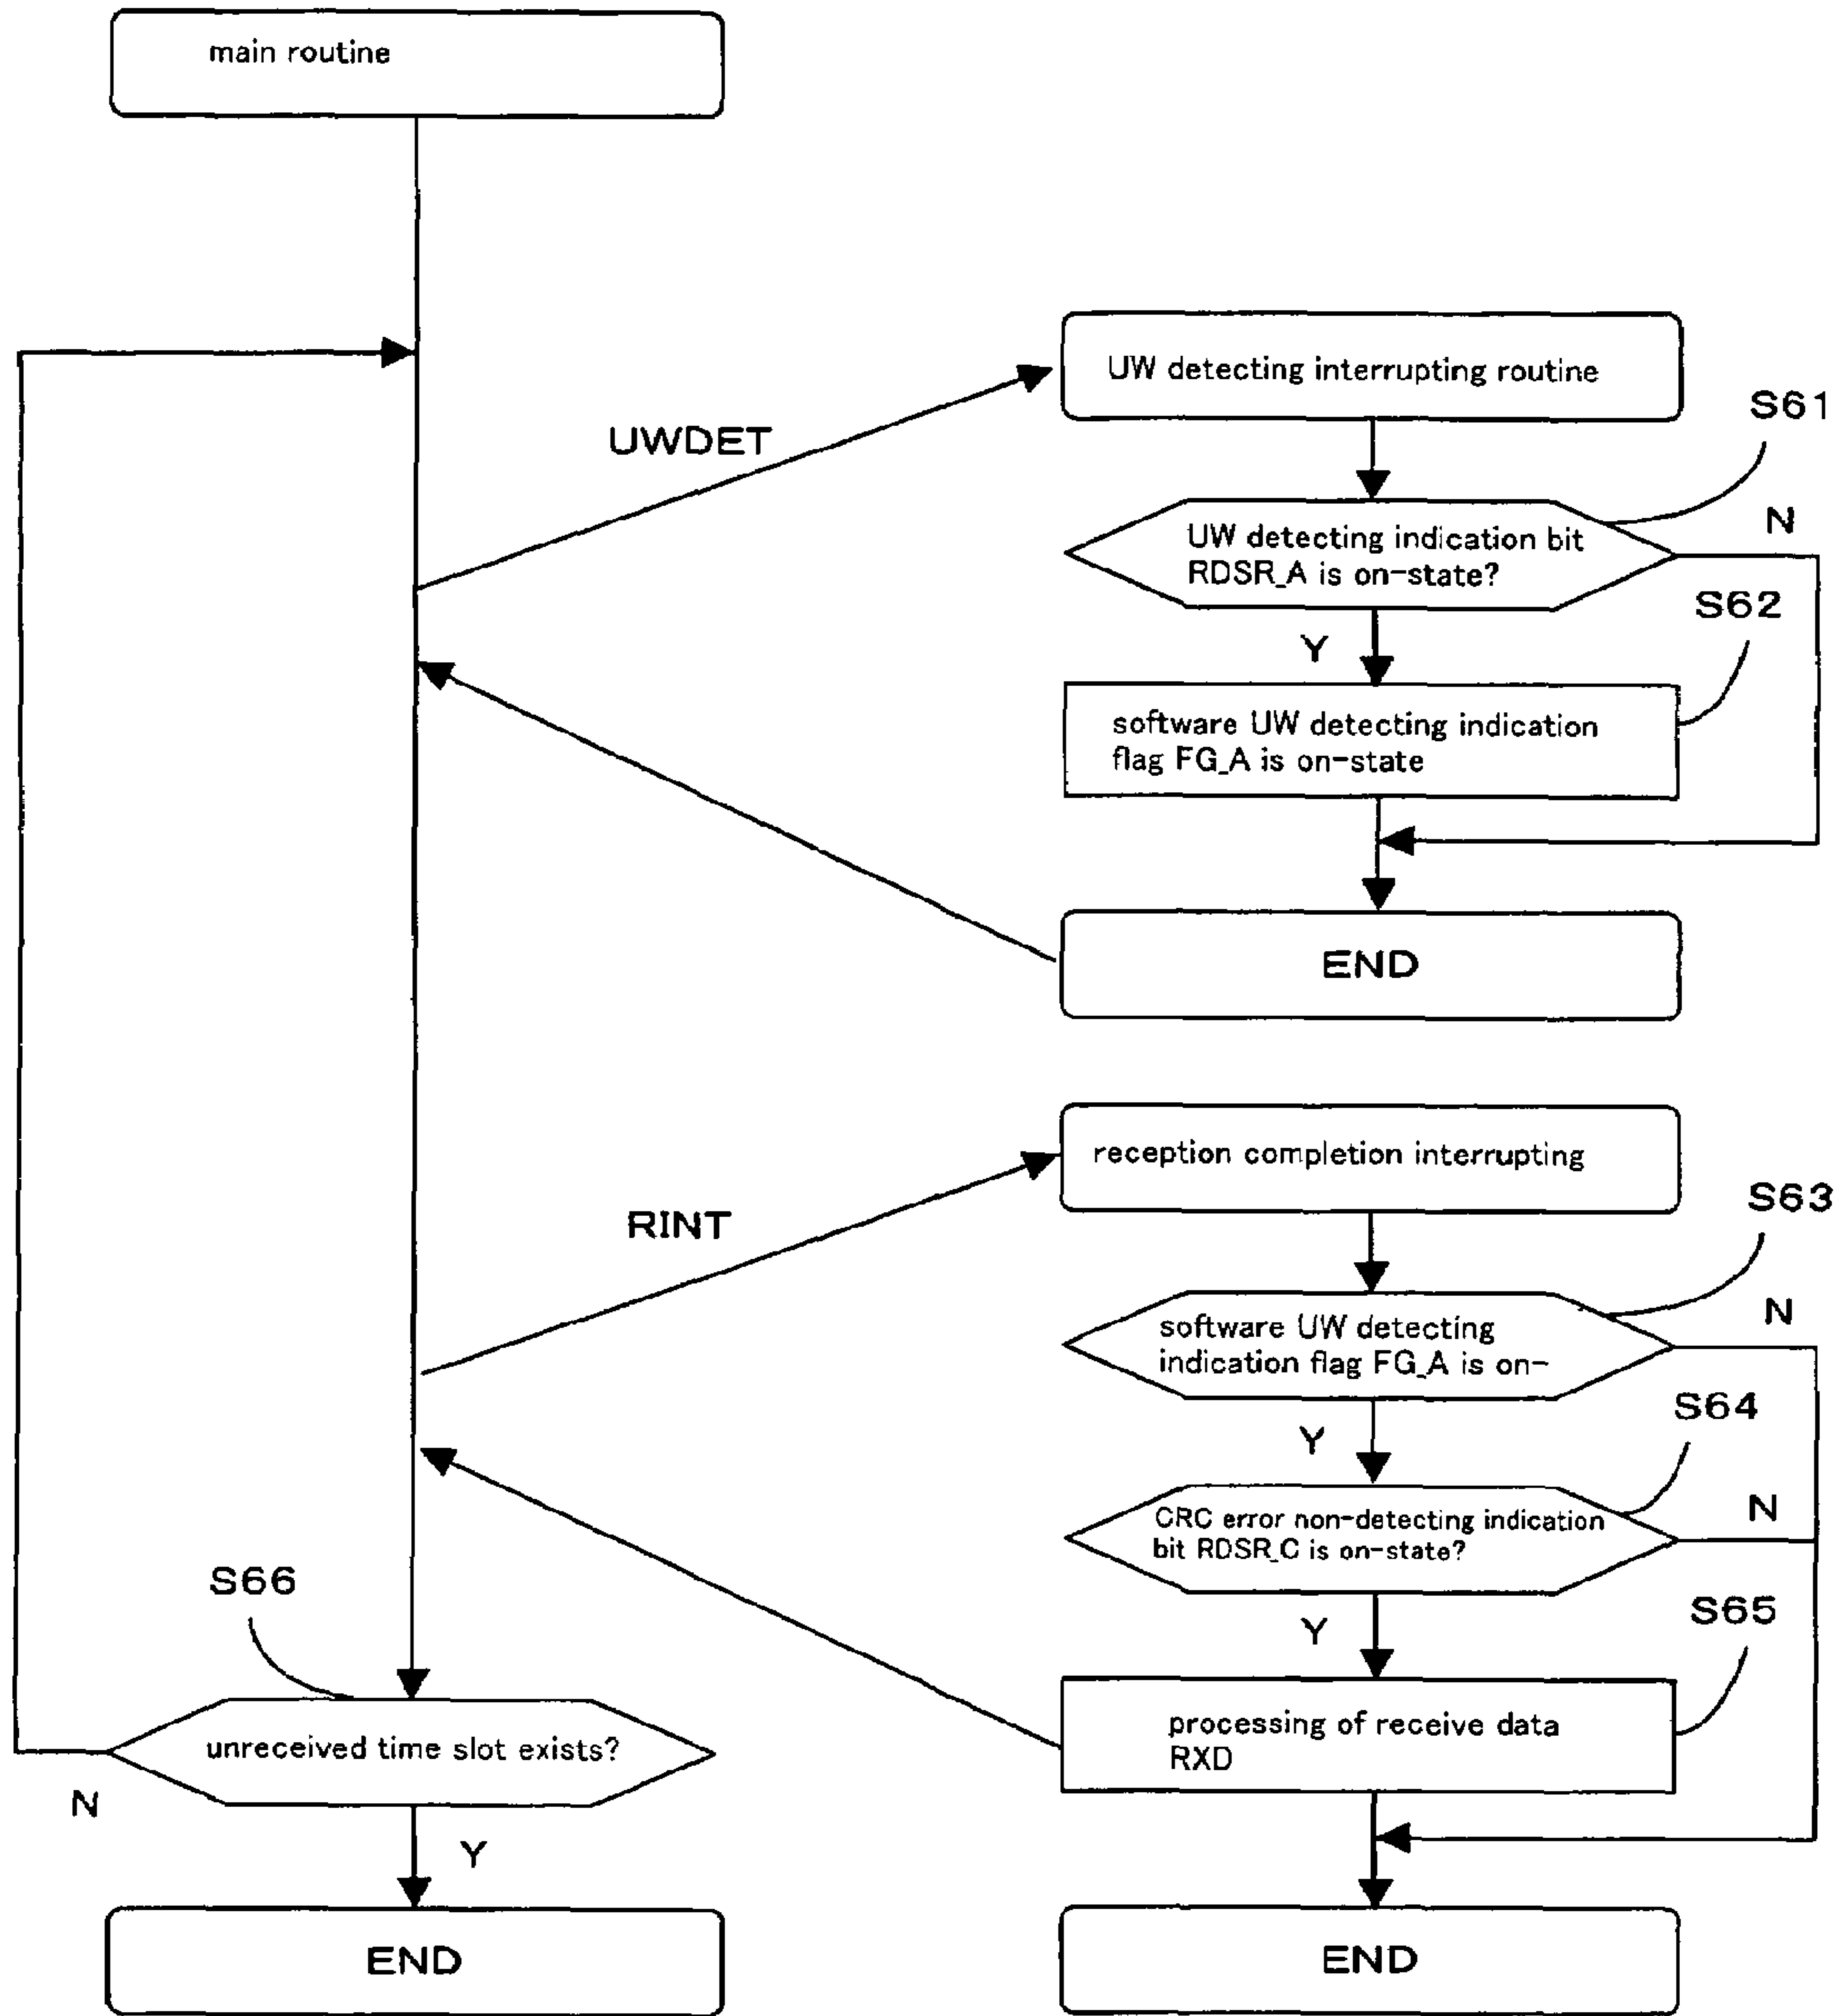 main routine
UW detecting interrupting routine
S61
UWDET
UW detecting indication bit
RDSR_A is on-state?
N
S62
Y
software UW detecting indication
flag FG_A is on-state
END
reception completion interrupting
S63
RINT
software UW detecting
indication flag FG_A is on-
N
S64
Y
CRC error non-detecting indication
bit RDSR_C is on-state?
N
S66
S65
Y
processing of receive data
RXD
unreceived time slot exists?
N
Y
END
END